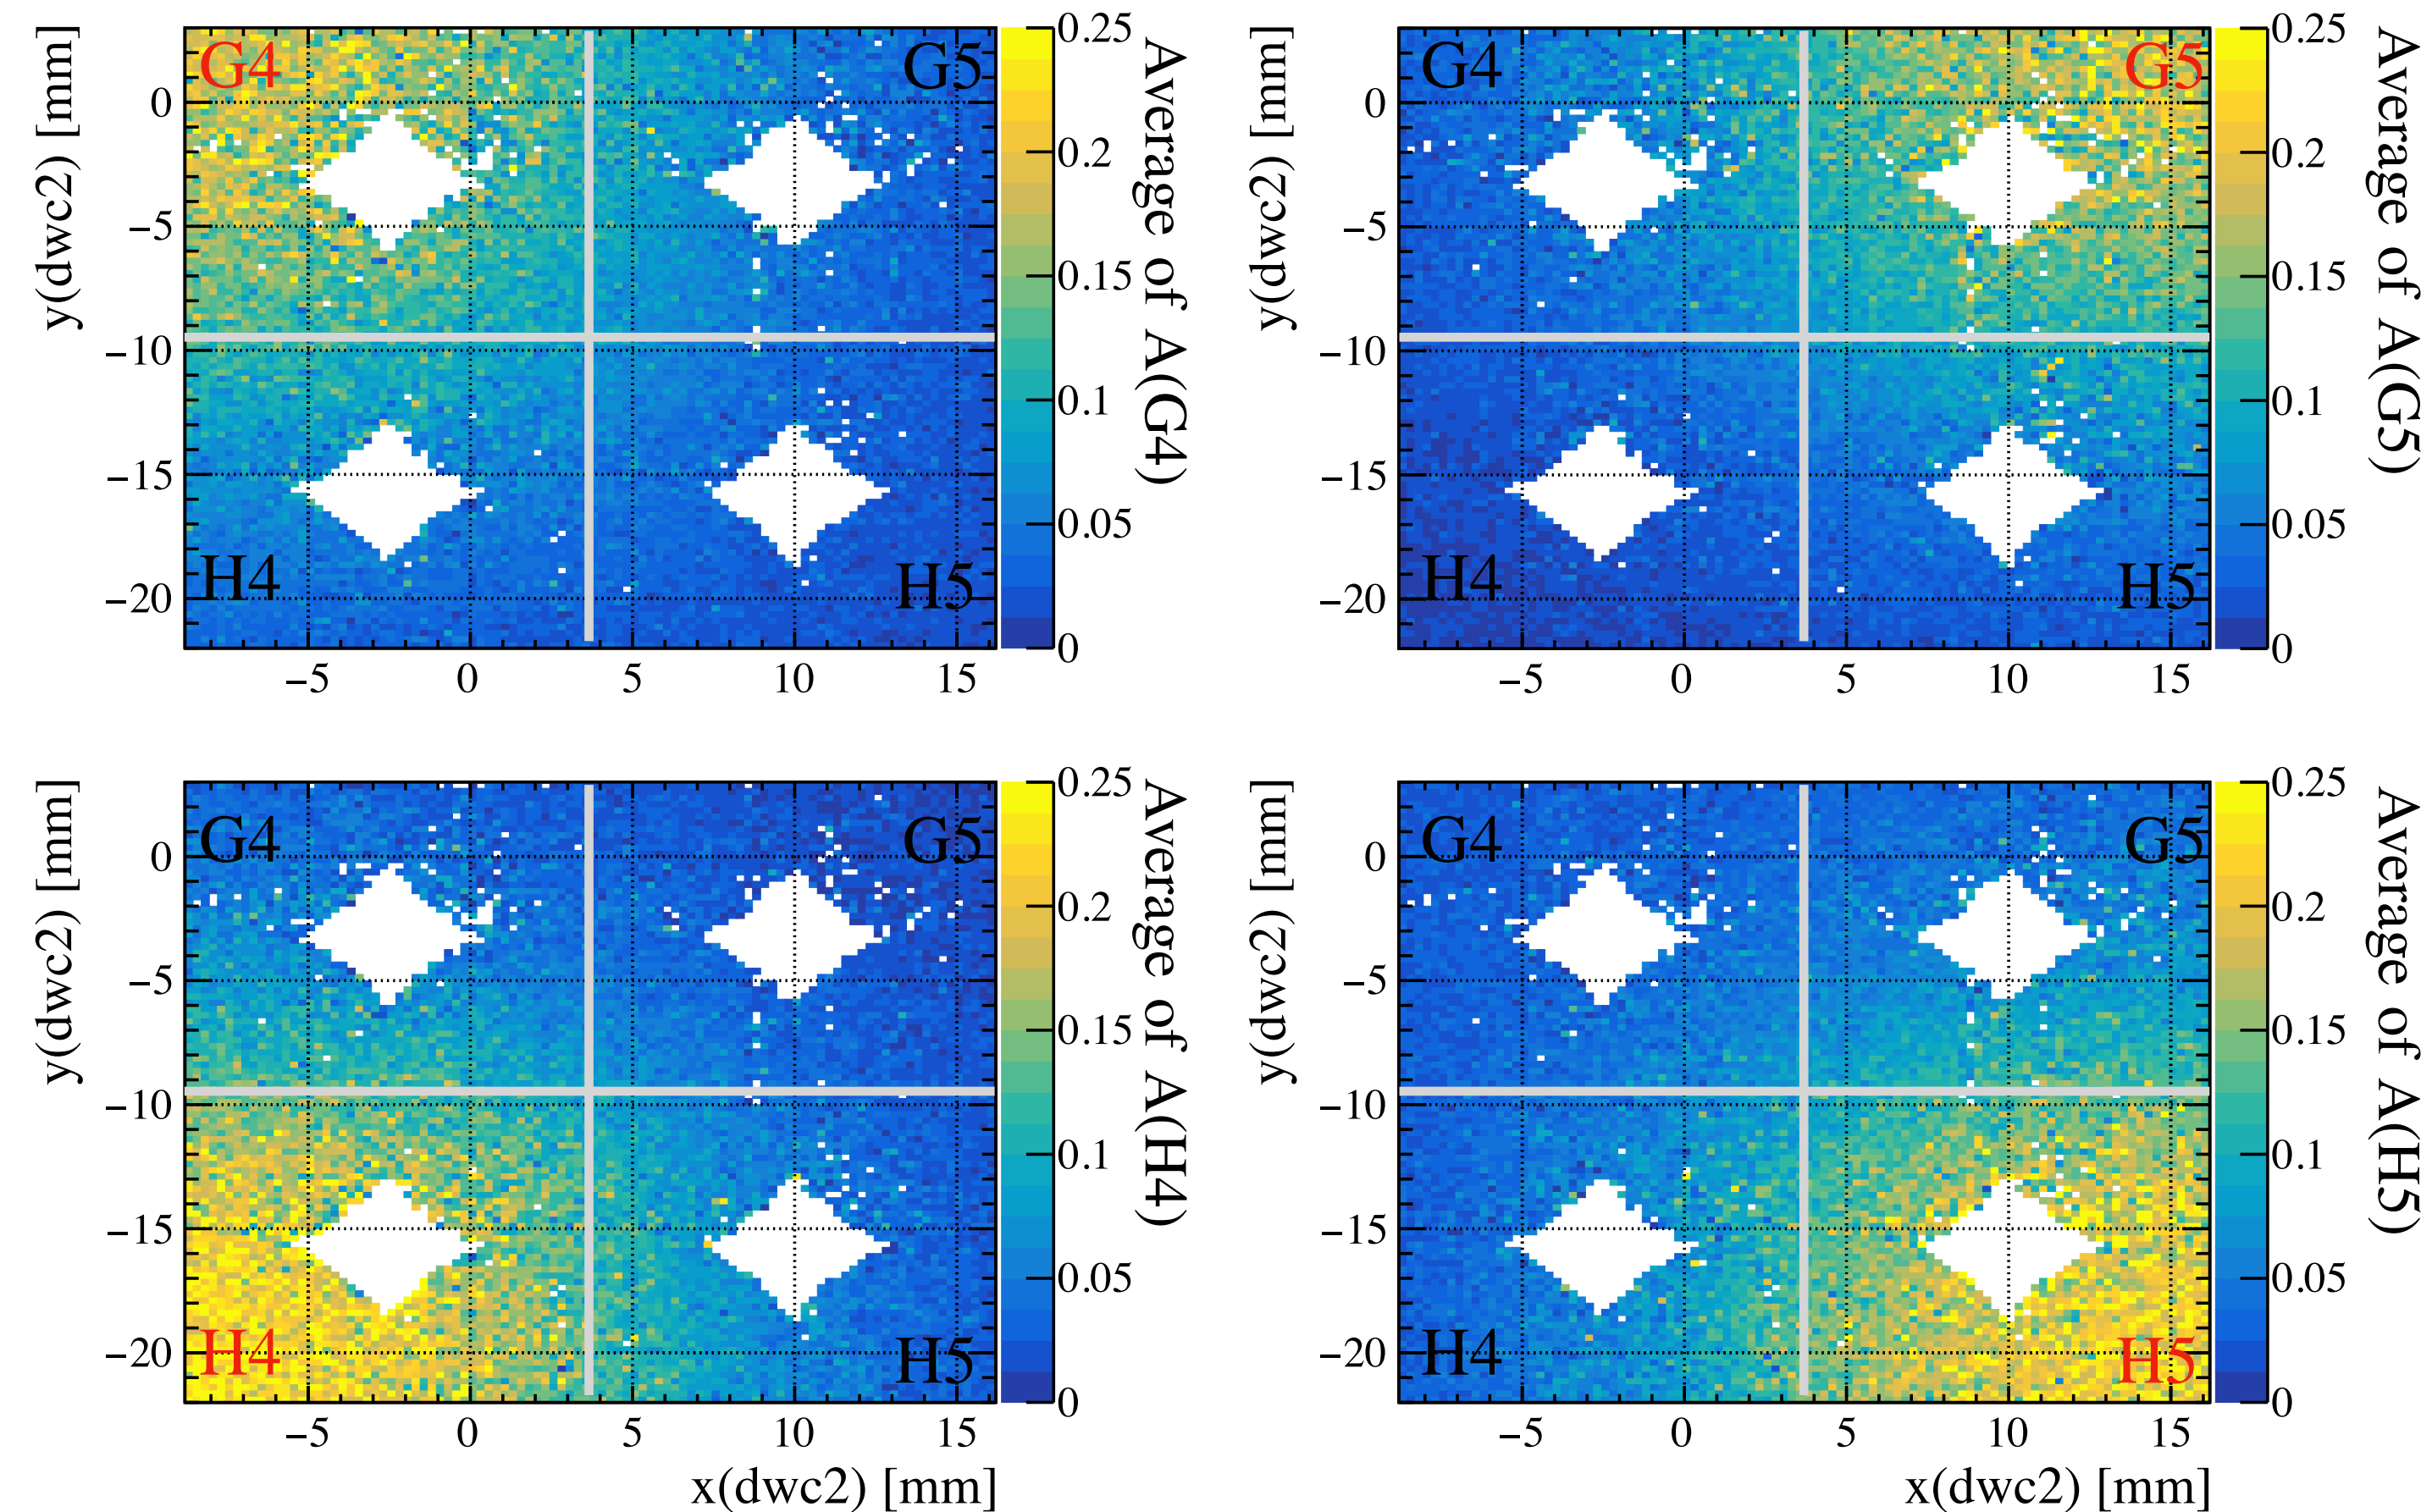 y(dwc2) [mm]
G4
G5
H4
H5
0
−5
−10
−15
−20
−5
0
5
10
15
0.25
0.2
0.15
0.1
0.05
0
Average of A(G4)
y(dwc2) [mm]
G4
G5
H4
H5
0
−5
−10
−15
−20
−5
0
5
10
15
0.25
0.2
0.15
0.1
0.05
0
Average of A(G5)
y(dwc2) [mm]
G4
G5
H4
H5
0
−5
−10
−15
−20
−5
0
5
10
15
x(dwc2) [mm]
0.25
0.2
0.15
0.1
0.05
0
Average of A(H4)
y(dwc2) [mm]
G4
G5
H4
H5
0
−5
−10
−15
−20
−5
0
5
10
15
x(dwc2) [mm]
0.25
0.2
0.15
0.1
0.05
0
Average of A(H5)